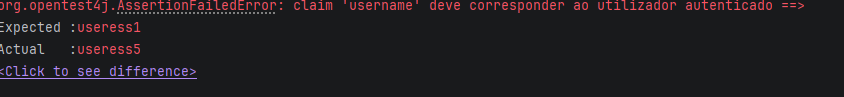 org.opentest4j.AssertionFailedError: claim 'username' deve corresponder ao utilizador autenticado ==>
Expected :useress1
Actual   :useress5
<Click to see difference>